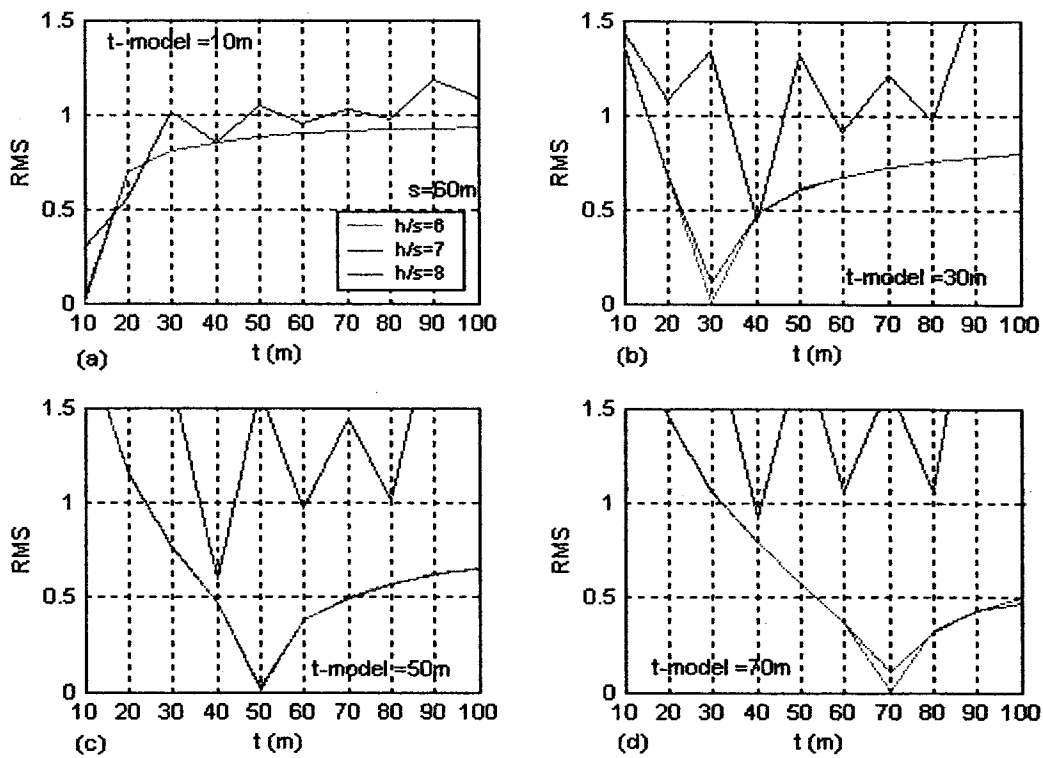 1.5
t- model =10m
1
RMS
0.5
s=60m
h/s=6
h/s=7
h/s=8
0
10 20 30 40 50 60 70 80 90 100
(a) t (m)
1.5
1
RMS
0.5
t-model =30m
0
10 20 30 40 50 60 70 80 90 100
(b) t (m)
1.5
1
RMS
0.5
t-model =50m
0
10 20 30 40 50 60 70 80 90 100
(c) t (m)
1.5
1
RMS
0.5
t-model =70m
0
10 20 30 40 50 60 70 80 90 100
(d) t (m)